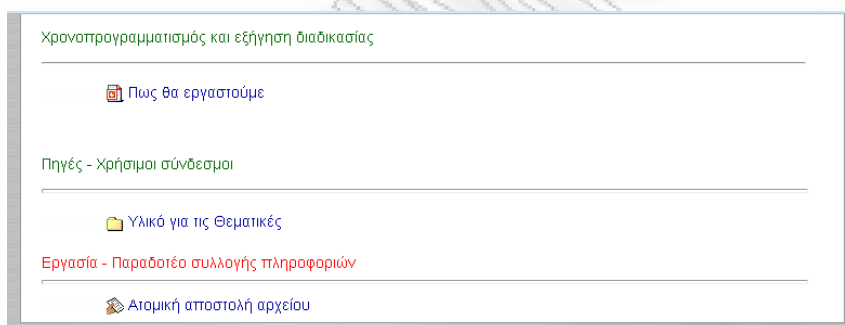 Χρονοπρογραμματισμός και εξήγηση διαδικασίας
Πως θα εργαστούμε
Πηγές - Χρήσιμοι σύνδεσμοι
Υλικό για τις Θεματικές
Εργασία - Παραδοτέο συλλογής πληροφοριών
Ατομική αποστολή αρχείου